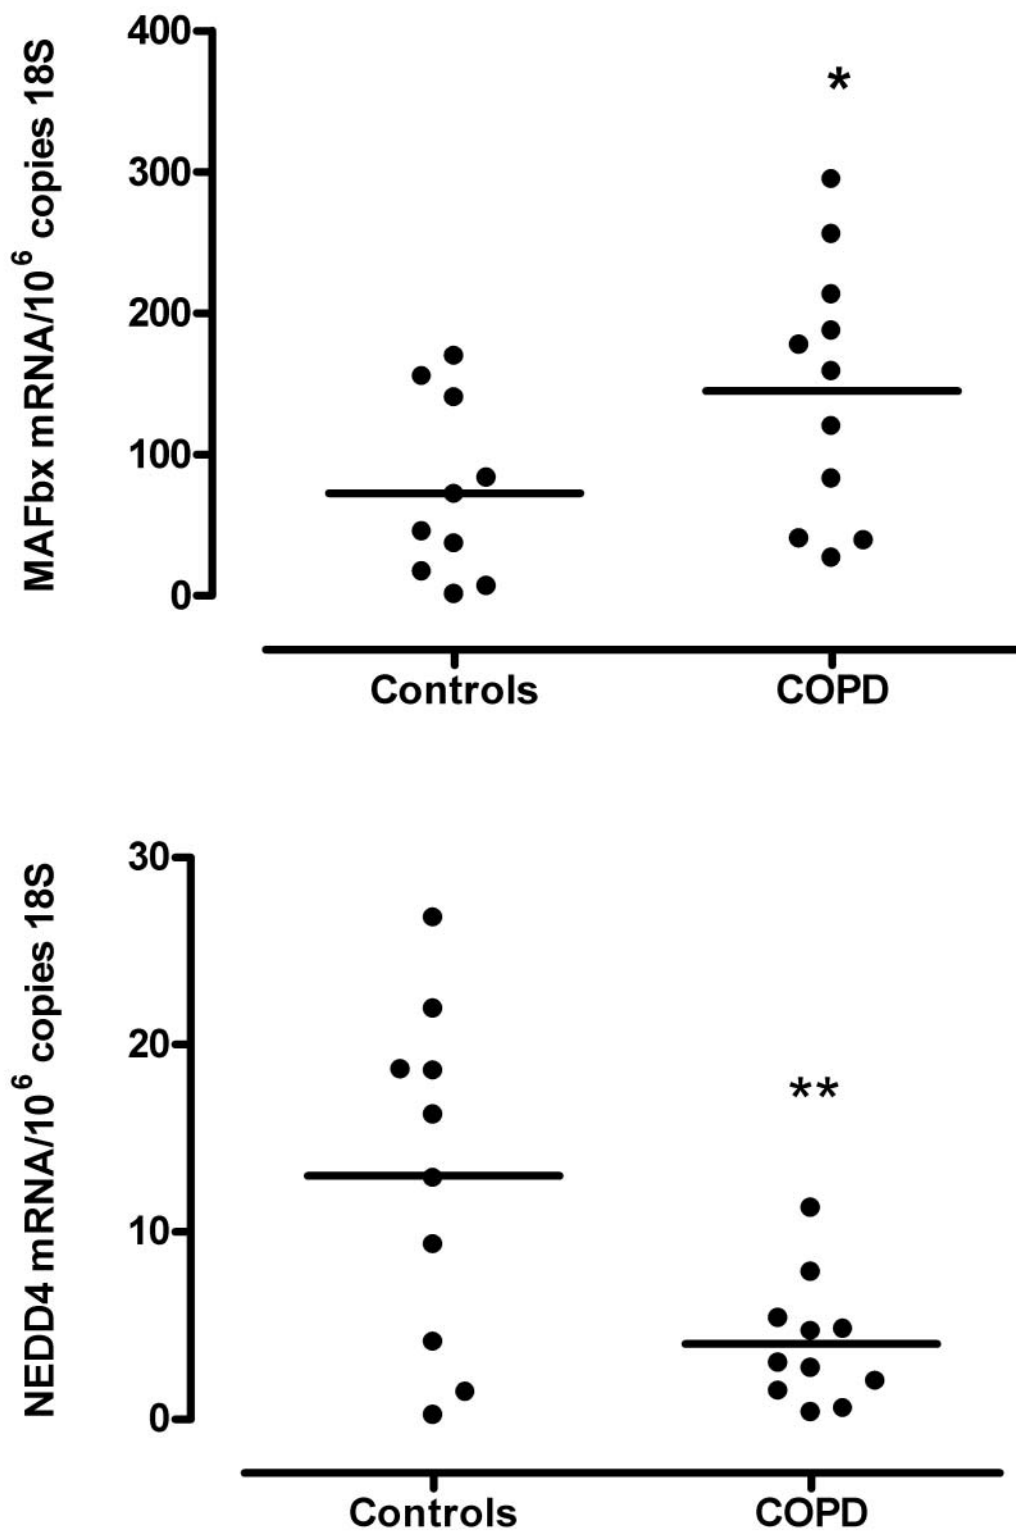 MAFbx mRNA/10⁶ copies 18S
400
300
200
100
0
*
Controls COPD
NEDD4 mRNA/10⁶ copies 18S
30
20
10
0
**
Controls COPD